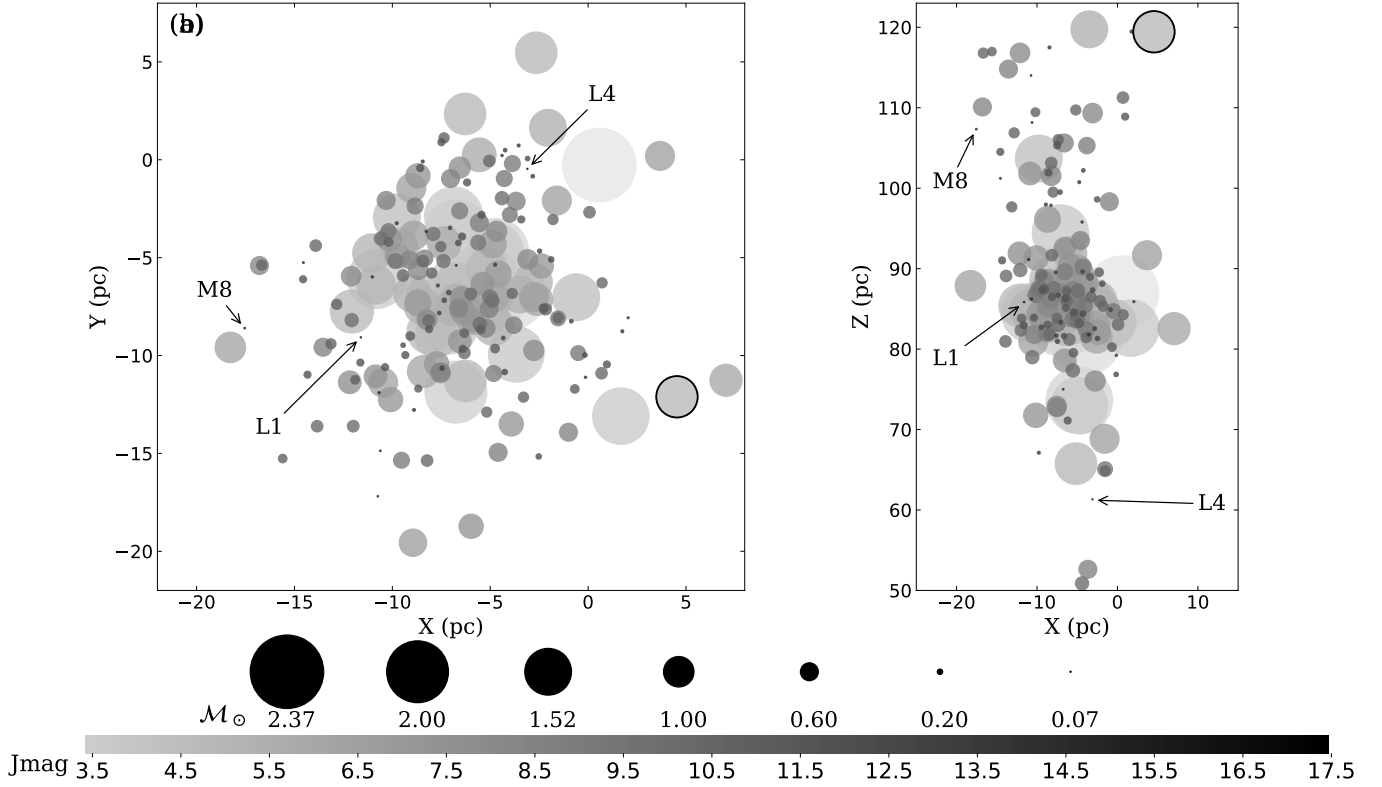 (a)
(b)
5
0
−5
−10
−15
−20
Y (pc)
−20 −15 −10 −5 0 5
X (pc)
L4
M8
L1
120
110
100
90
80
70
60
50
Z (pc)
−20 −10 0 10
X (pc)
M8
L1
L4
ℳ⊙ 2.37 2.00 1.52 1.00 0.60 0.20 0.07
Jmag 3.5 4.5 5.5 6.5 7.5 8.5 9.5 10.5 11.5 12.5 13.5 14.5 15.5 16.5 17.5